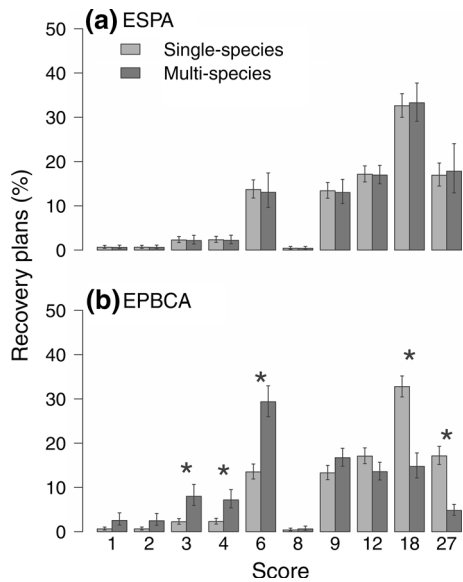 (a) ESPA
Single-species
Multi-species
50
40
30
20
10
0
Recovery plans (%)
(b) EPBCA
50
40
30
20
10
0
*
*
*
*
*
1 2 3 4 6 8 9 12 18 27
Score